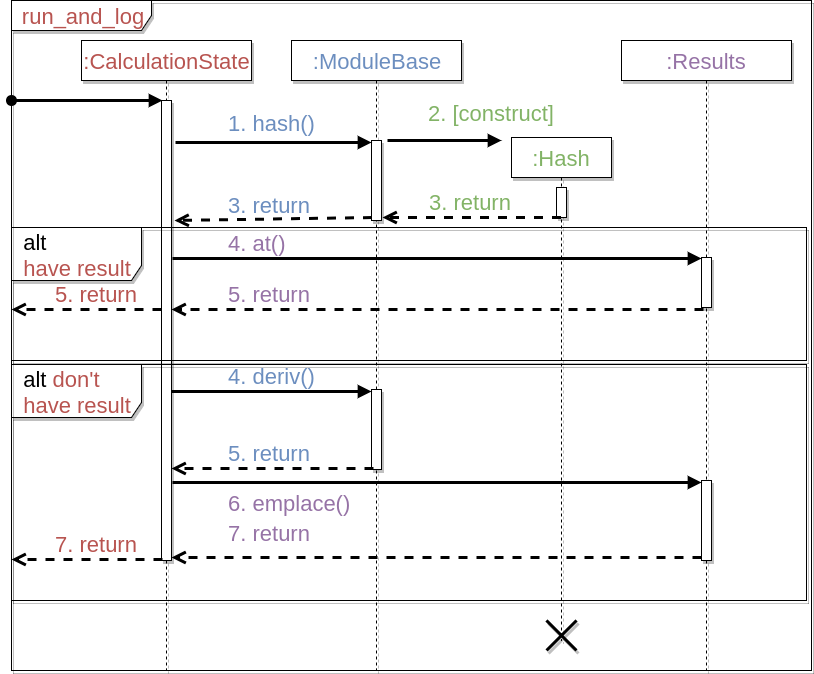 run_and_log
:CalculationState
:ModuleBase
:Results
1. hash()
2. [construct]
:Hash
3. return
3. return
alt
have result
4. at()
5. return
5. return
alt don't
have result
4. deriv()
5. return
6. emplace()
7. return
7. return